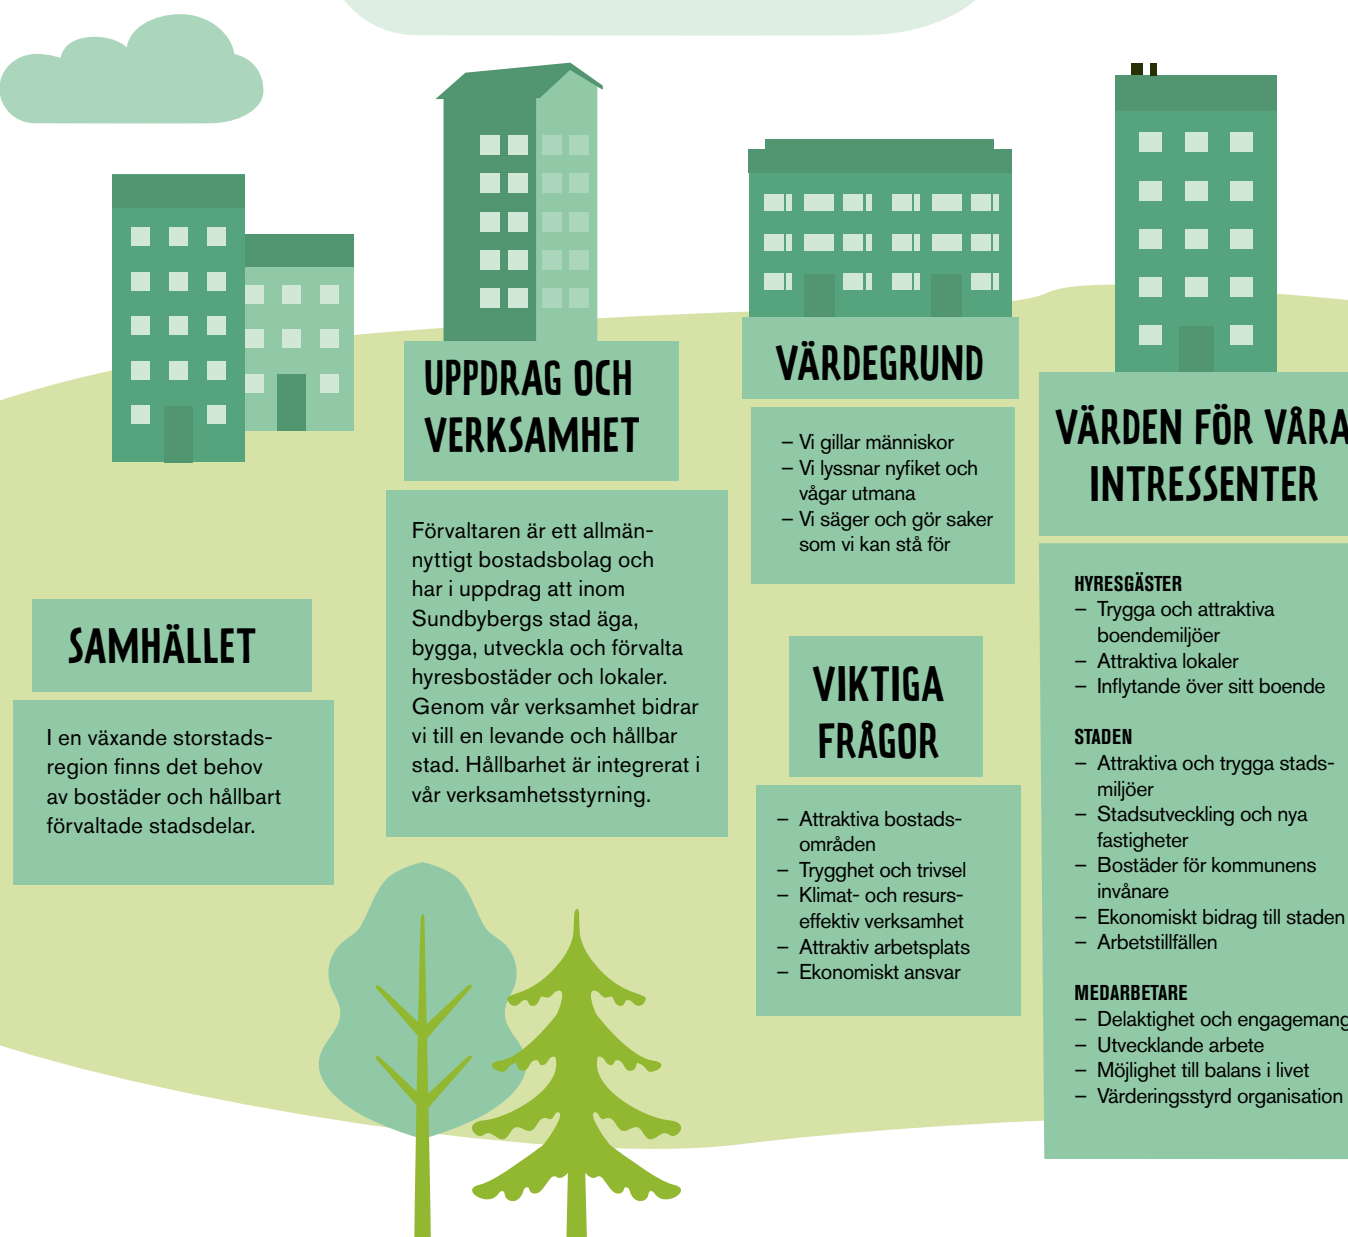 SAMHÄLLET
I en växande storstads-
region finns det behov
av bostäder och hållbart
förvaltade stadsdelar.
UPPDRAG OCH
VERKSAMHET
Förvaltaren är ett allmän-
nyttigt bostadsbolag och
har i uppdrag att inom
Sundbybergs stad äga,
bygga, utveckla och förvalta
hyresbostäder och lokaler.
Genom vår verksamhet bidrar
vi till en levande och hållbar
stad. Hållbarhet är integrerat i
vår verksamhetsstyrning.
VÄRDEGRUND
– Vi gillar människor
– Vi lyssnar nyfiket och
vågar utmana
– Vi säger och gör saker
som vi kan stå för
VIKTIGA
FRÅGOR
– Attraktiva bostads-
områden
– Trygghet och trivsel
– Klimat- och resurs-
effektiv verksamhet
– Attraktiv arbetsplats
– Ekonomiskt ansvar
VÄRDEN FÖR VÅRA
INTRESSENTER
HYRESGÄSTER
– Trygga och attraktiva
boendemiljöer
– Attraktiva lokaler
– Inflytande över sitt boende
STADEN
– Attraktiva och trygga stads-
miljöer
– Stadsutveckling och nya
fastigheter
– Bostäder för kommunens
invånare
– Ekonomiskt bidrag till staden
– Arbetstillfällen
MEDARBETARE
– Delaktighet och engagemang
– Utvecklande arbete
– Möjlighet till balans i livet
– Värderingsstyrd organisation